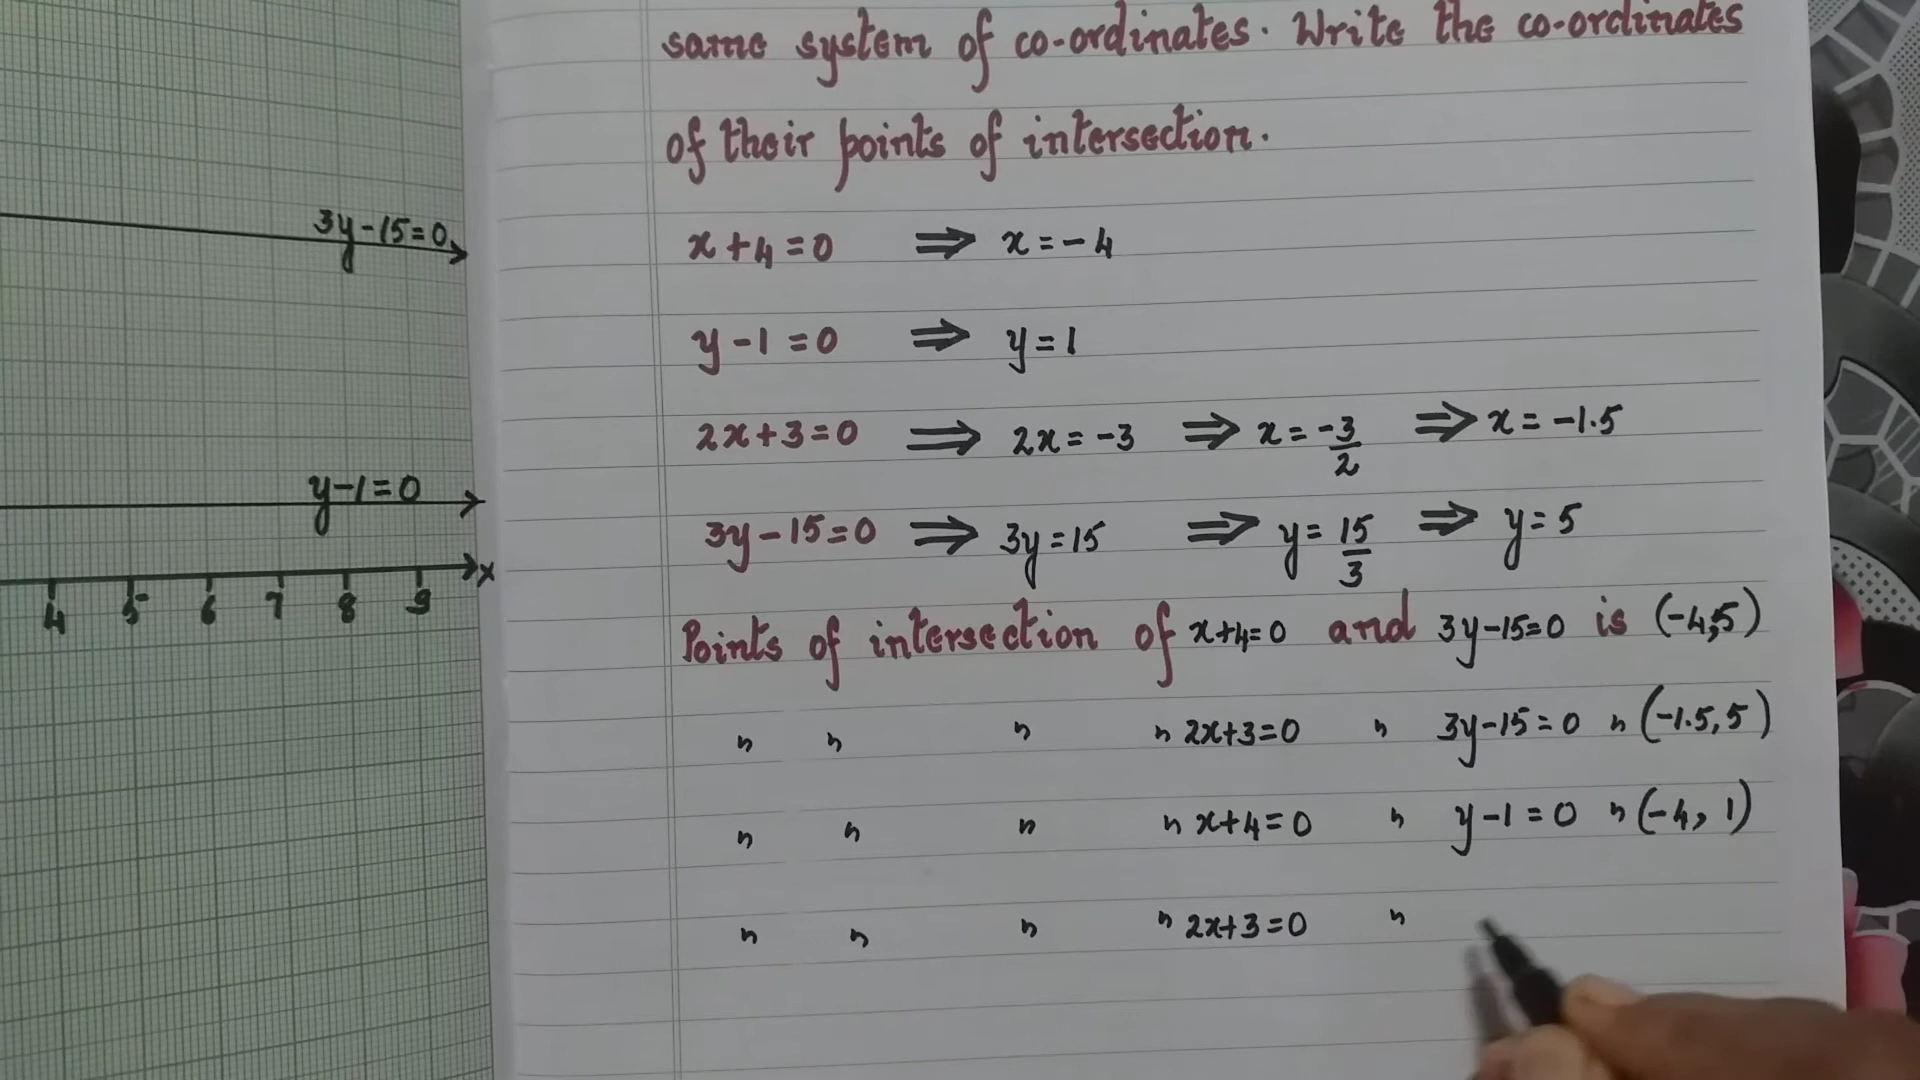 same system of co-ordinates. Write the co-ordinates
of their points of intersection.
x+4=0 ⇒ x=-4
y-1=0 ⇒ y=1
2x+3=0 ⇒ 2x=-3 ⇒ x=-3/2 ⇒ x=-1.5
3y-15=0 ⇒ 3y=15 ⇒ y=15/3 ⇒ y=5
Points of intersection of x+4=0 and 3y-15=0 is (-4,5)
" " " " 2x+3=0 " 3y-15=0 " (-1.5,5)
" " " " x+4=0 " y-1=0 " (-4, 1)
" " " " 2x+3=0 "
3y-15=0
y-1=0
x
4 5 6 7 8 9